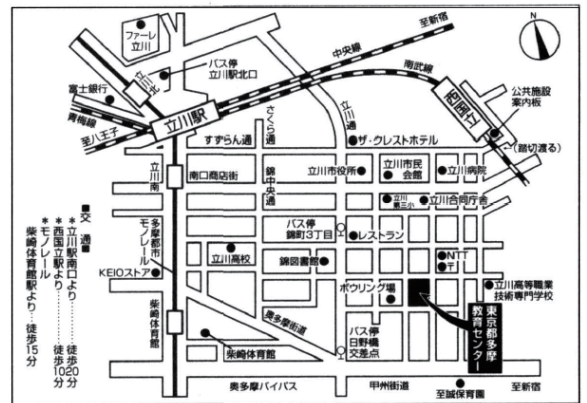 ファーレ
立川
バス停
立川駅北口
中央線
至新宿
南武線
富士銀行
青梅線
至八王子
立川北
立川駅
西国立
公共施設
案内板
(踏切渡る)
すずらん通
さくら通
立川通
ザ・クレストホテル
立川南
南口商店街
錦中央通
立川市役所
立川市民
会館
立川病院
立川
第三小
立川合同庁舎
バス停
錦町3丁目
レストラン
多摩都市
モノレール
立川高校
錦図書館
NTT
〒
KEIOストア
ボウリング場
立川高等職業
技術専門学校
柴崎体育館
奥多摩街道
柴崎体育館
バス停
日野橋
交差点
東京都多摩
教育センター
奥多摩バイパス
甲州街道
至誠保育園
至新宿
■交通■
*立川駅南口より……徒歩20分
*西国立駅より……徒歩10分
*モノレール
柴崎体育館駅より…徒歩15分
N